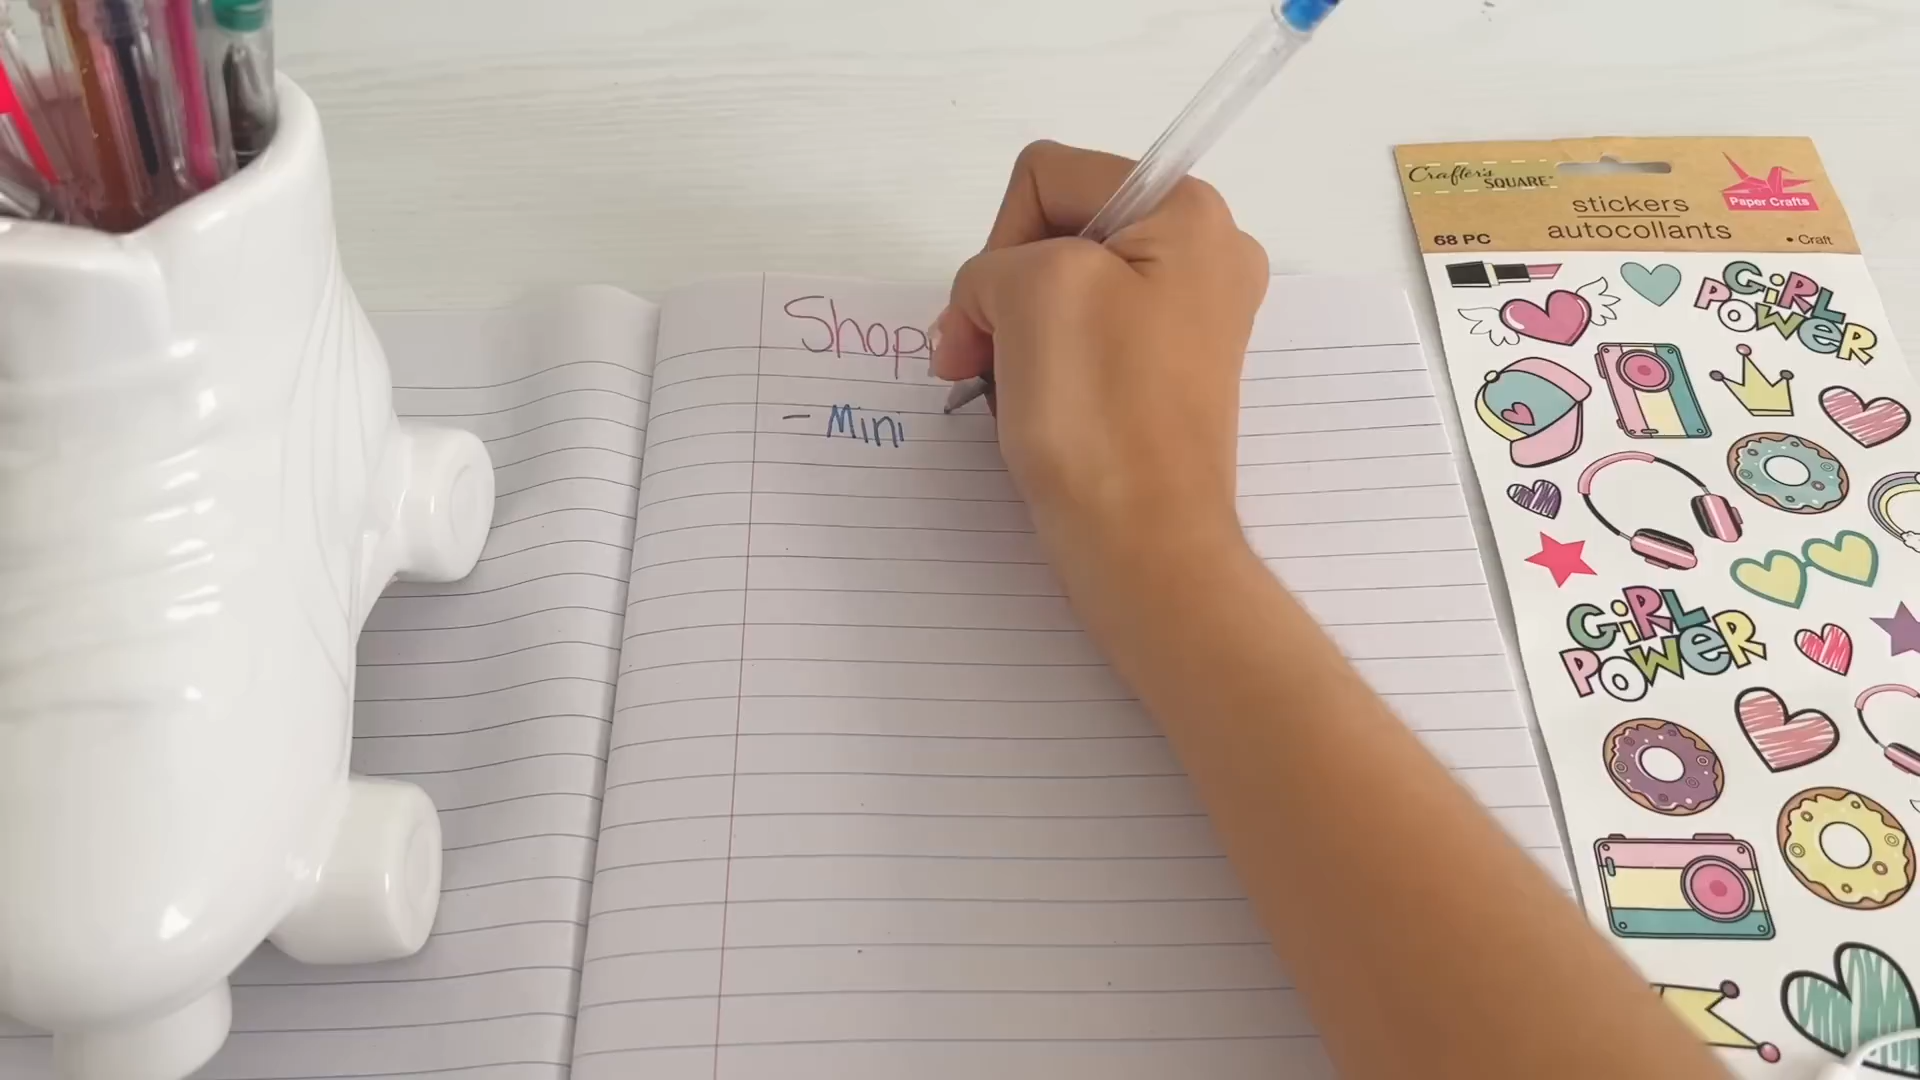 Shop
- Mini
Crafter's SQUARE
Paper Crafts
stickers
autocollants
68 PC
• Craft
GiRL
POWeR
GiRL
POWeR